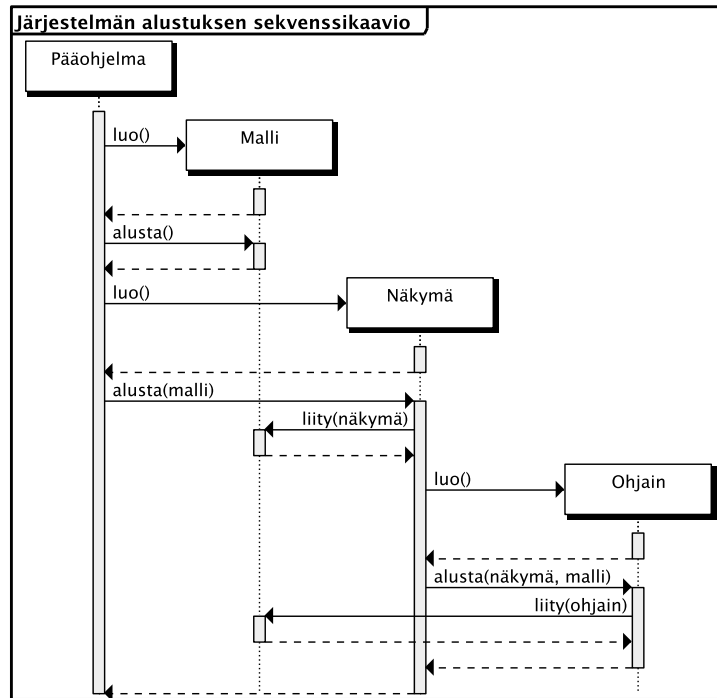 Järjestelmän alustuksen sekvenssikaavio
Pääohjelma
luo()
Malli
alusta()
luo()
Näkymä
alusta(malli)
liity(näkymä)
luo()
Ohjain
alusta(näkymä, malli)
liity(ohjain)